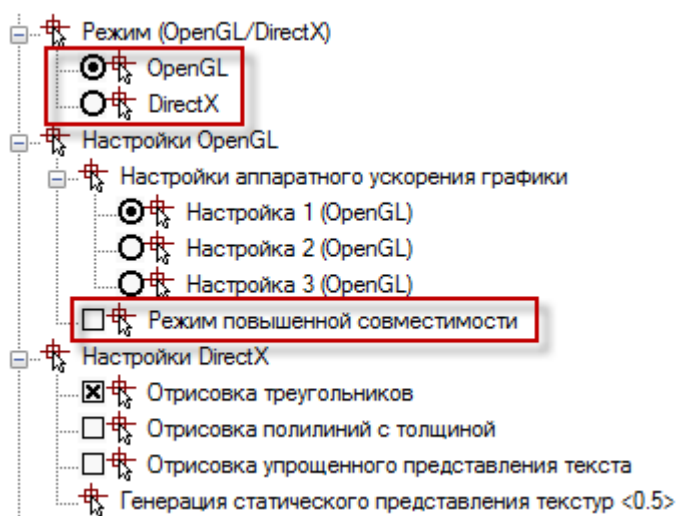 Режим (OpenGL/DirectX)
OpenGL
DirectX
Настройки OpenGL
Настройки аппаратного ускорения графики
Настройка 1 (OpenGL)
Настройка 2 (OpenGL)
Настройка 3 (OpenGL)
Режим повышенной совместимости
Настройки DirectX
Отрисовка треугольников
Отрисовка полилиний с толщиной
Отрисовка упрощенного представления текста
Генерация статического представления текстур <0.5>